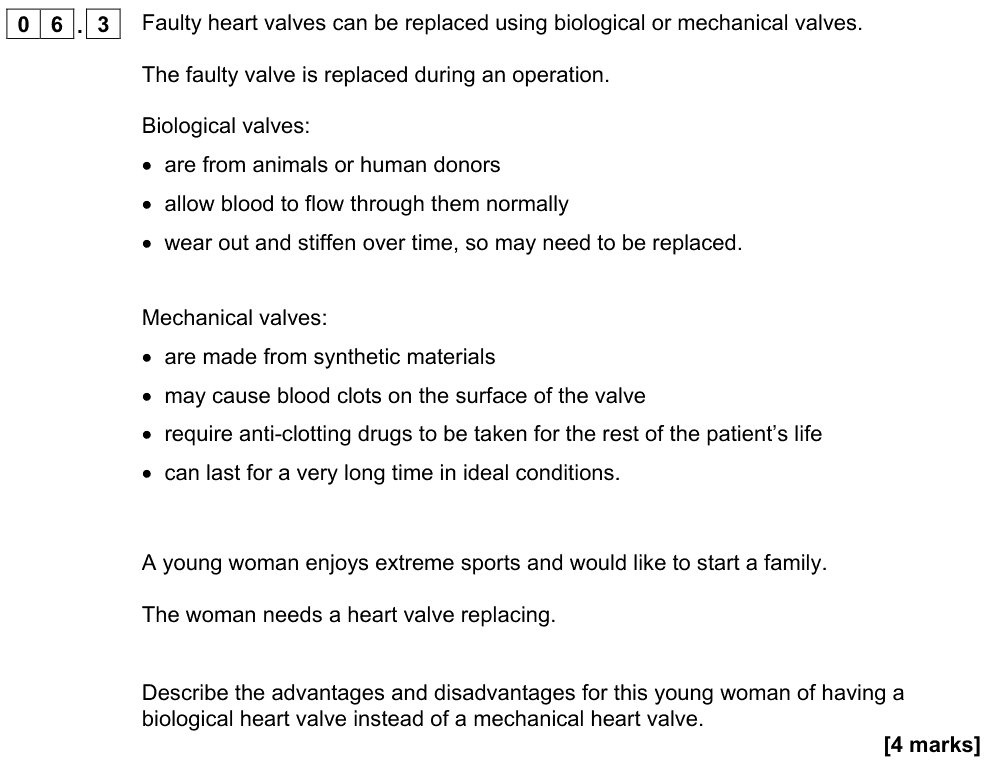 06.3 Faulty heart valves can be replaced using biological or mechanical valves.
The faulty valve is replaced during an operation.
Biological valves:
• are from animals or human donors
• allow blood to flow through them normally
• wear out and stiffen over time, so may need to be replaced.
Mechanical valves:
• are made from synthetic materials
• may cause blood clots on the surface of the valve
• require anti-clotting drugs to be taken for the rest of the patient’s life
• can last for a very long time in ideal conditions.
A young woman enjoys extreme sports and would like to start a family.
The woman needs a heart valve replacing.
Describe the advantages and disadvantages for this young woman of having a
biological heart valve instead of a mechanical heart valve.
[4 marks]